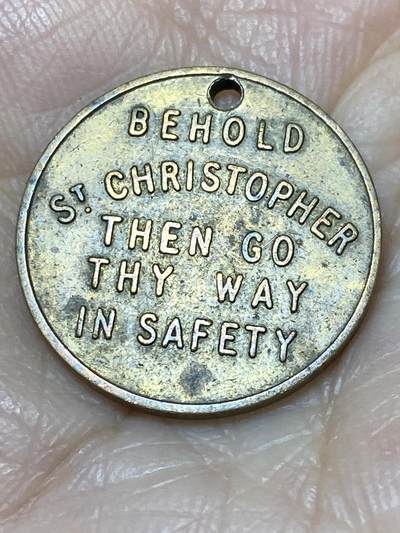 BEHOLD
ST. CHRISTOPHER
THEN GO
THY WAY
IN SAFETY